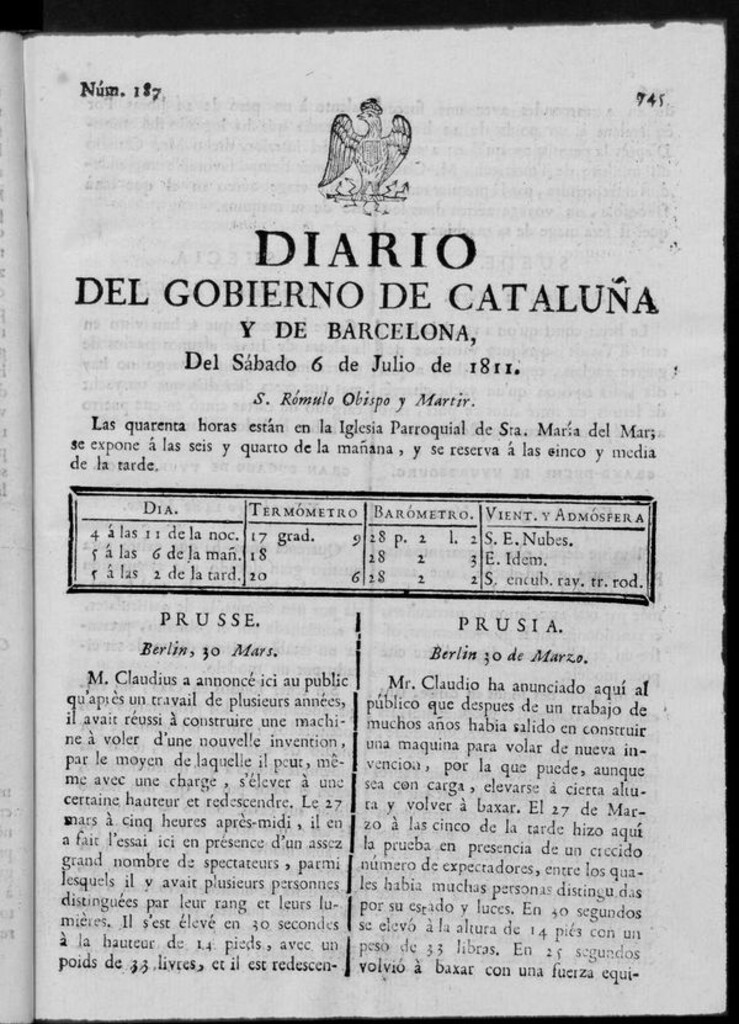 Núm. 187
745
DIARIO
DEL GOBIERNO DE CATALUÑA
Y DE BARCELONA,
Del Sábado 6 de Julio de 1811.
S. Rómulo Obispo y Martir.
Las quarenta horas están en la Iglesia Parroquial de Sta. María del Mar;
se expone á las seis y quarto de la mañana, y se reserva á las cinco y media
de la tarde.
DIA. TERMÓMETRO BARÓMETRO. VIENT. Y ADMÓSFERA
4 á las 11 de la noc. 17 grad. 9 28 p. 2 l. 2 S. E. Nubes.
5 á las 6 de la mañ. 18 28 2 3 E. Idem.
5 á las 2 de la tard. 20 6 28 2 2 S. encub. ray. tr. rod.
PRUSSE.
Berlin, 30 Mars.
M. Claudius a annoncé ici au public
qu'après un travail de plusieurs années,
il avait réussi à construire une machi-
ne à voler d'une nouvelle invention,
par le moyen de laquelle il peut, mê-
me avec une charge, s'élever à une
certaine hauteur et redescendre. Le 27
mars à cinq heures après-midi, il en
a fait l'essai ici en présence d'un assez
grand nombre de spectateurs, parmi
lesquels il y avait plusieurs personnes
distinguées par leur rang et leurs lu-
mières. Il s'est élevé en 30 secondes
à la hauteur de 14 pieds, avec un
poids de 33 livres, et il est redescen-
PRUSIA.
Berlin 30 de Marzo.
Mr. Claudio ha anunciado aquí al
público que despues de un trabajo de
muchos años habia salido en construir
una maquina para volar de nueva in-
vencion, por la que puede, aunque
sea con carga, elevarse á cierta altu-
ra y volver à baxar. El 27 de Mar-
zo à las cinco de la tarde hizo aquí
la prueba en presencia de un crecido
número de expectadores, entre los qua-
les habia muchas personas distingu das
por su estado y luces. En 30 segundos
se elevó à la altura de 14 piés con un
peso de 33 libras. En 25 segundos
volvió à baxar con una fuerza equi-